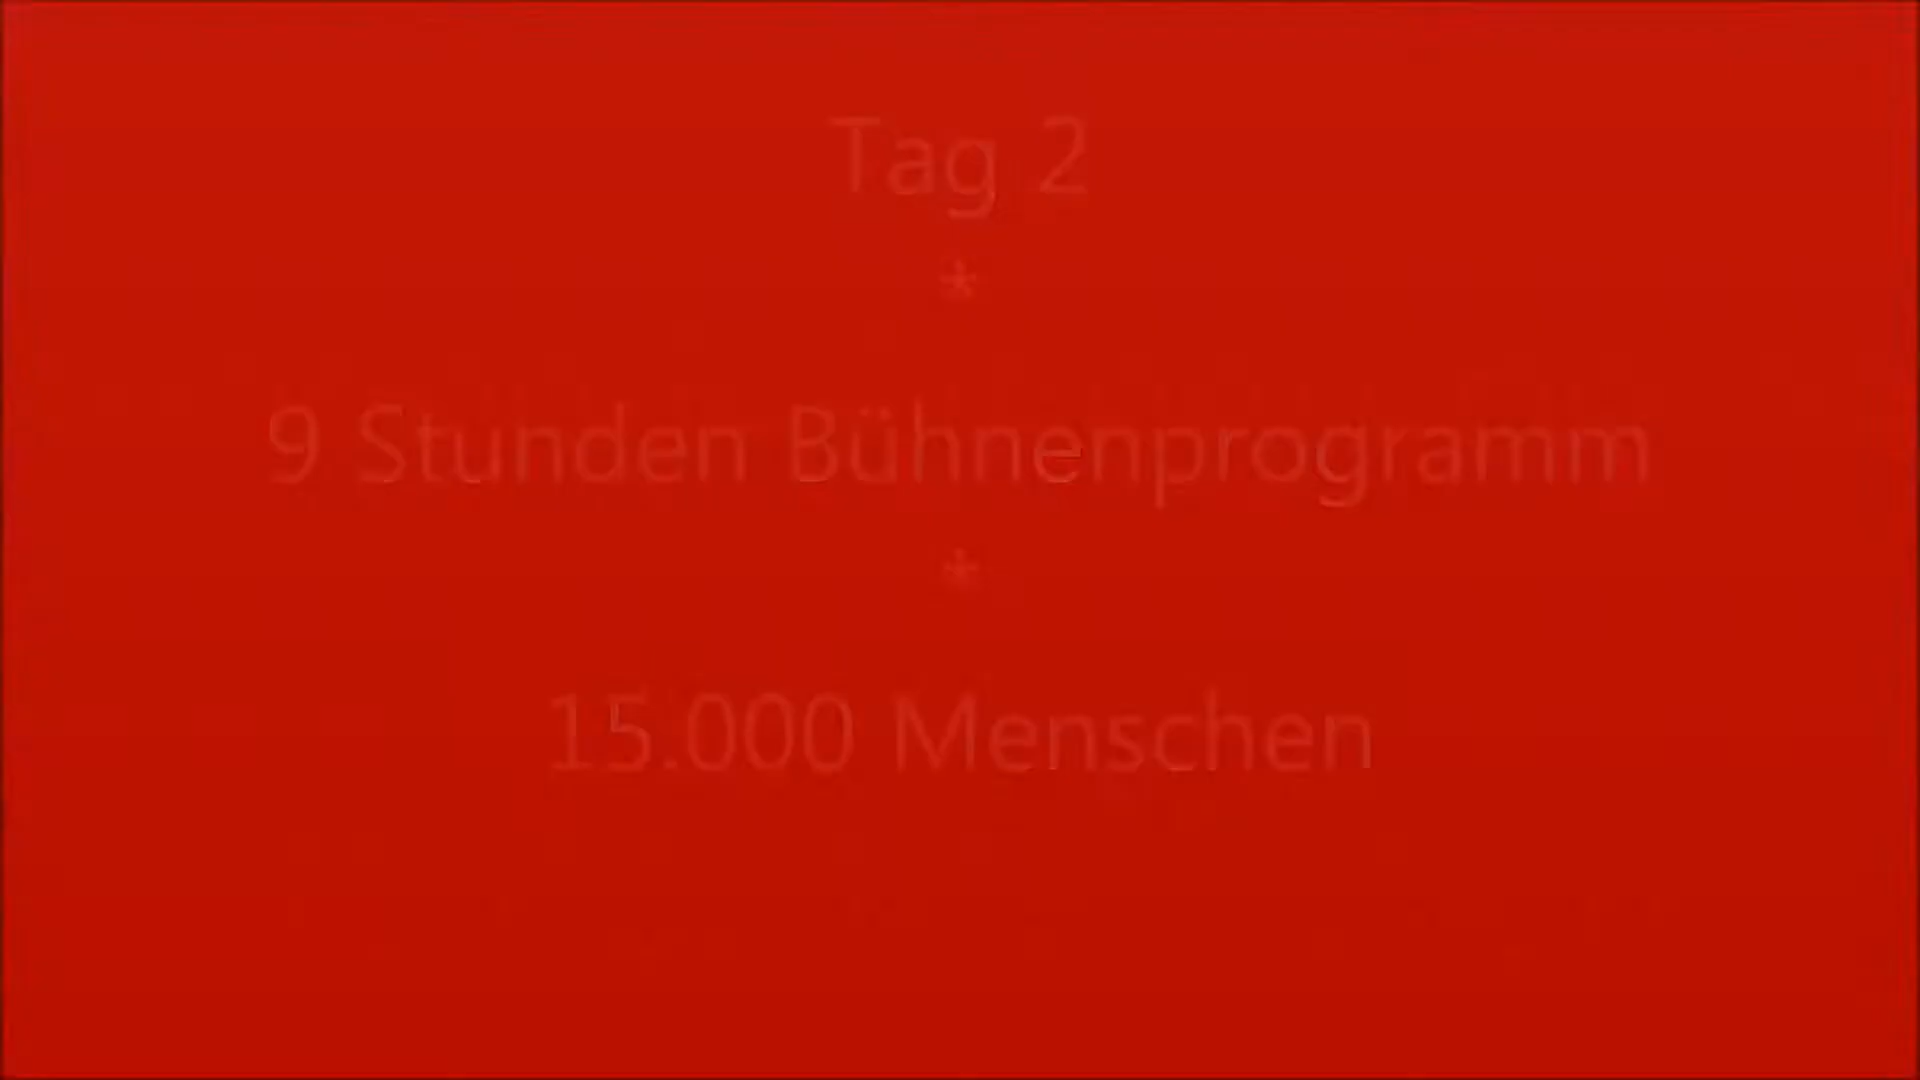 Tag 2
*
9 Stunden Bühnenprogramm
*
15.000 Menschen